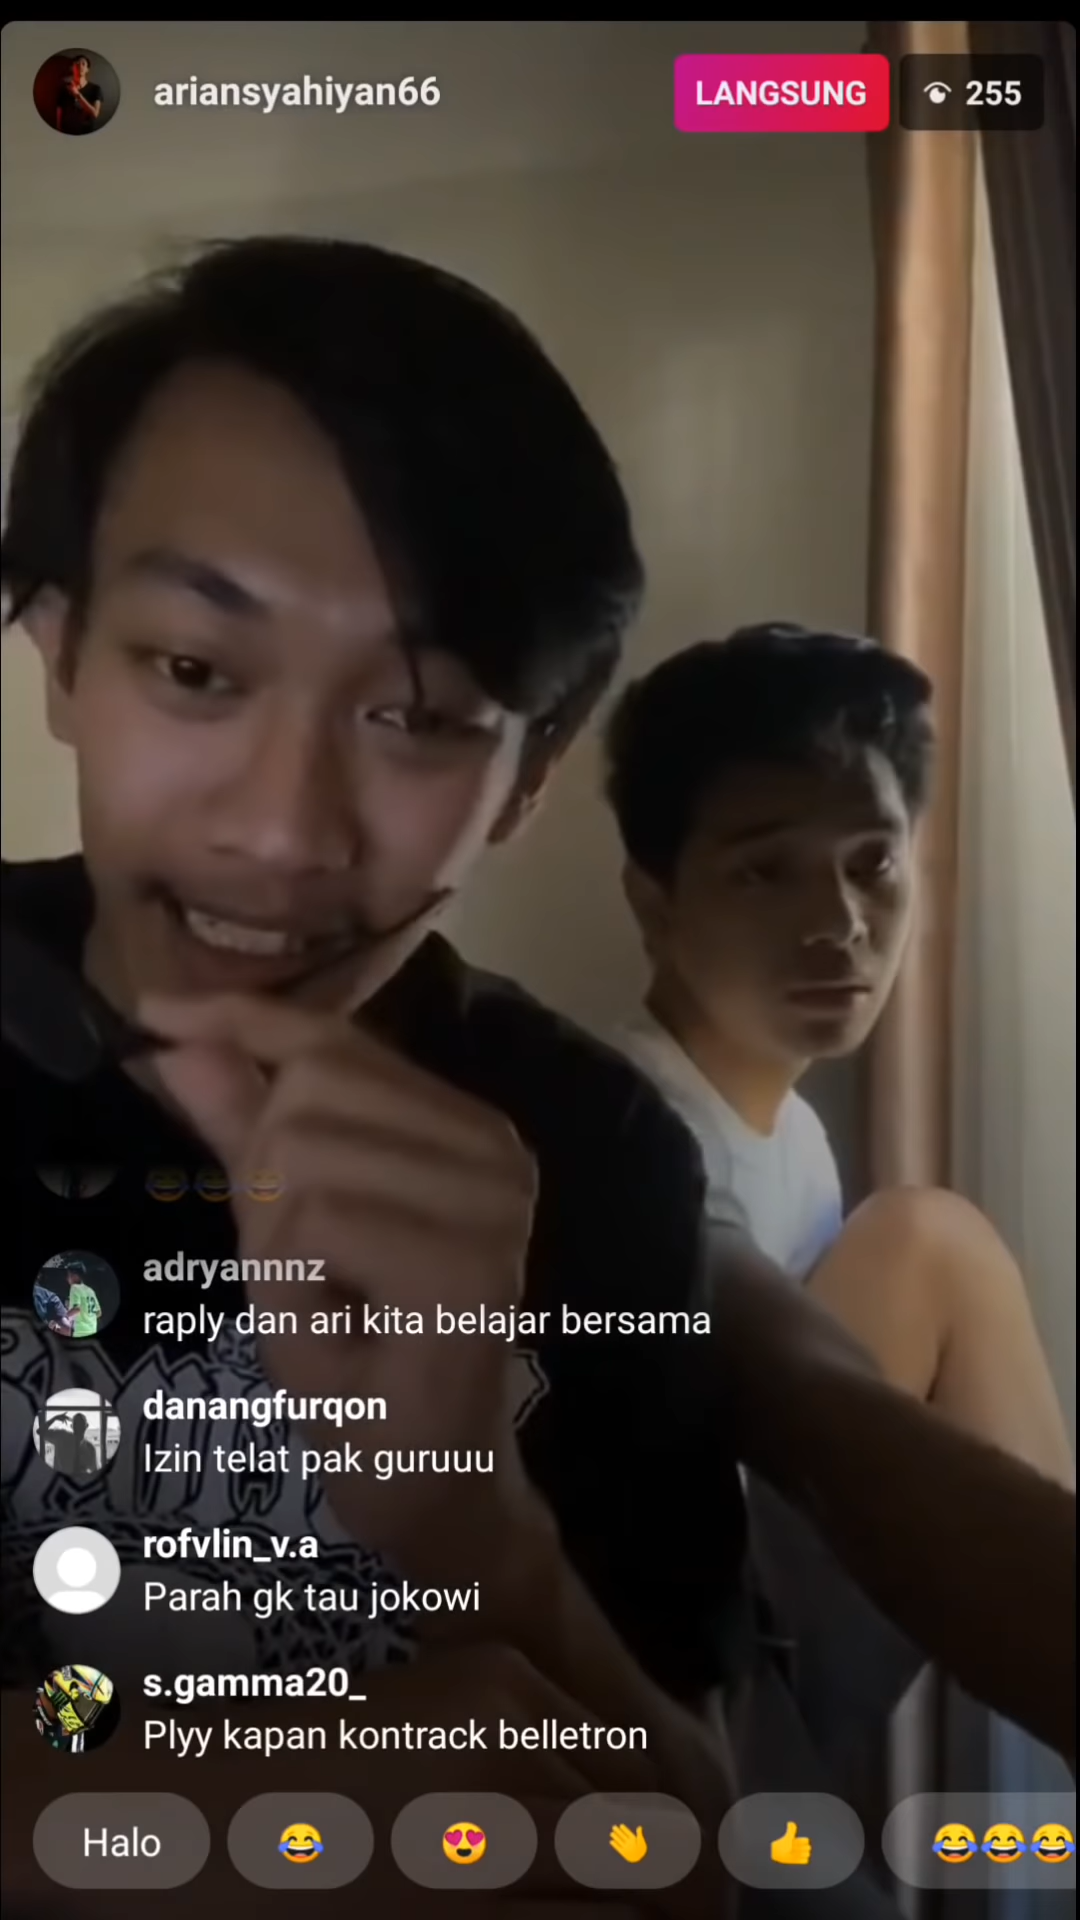 ariansyahiyan66
LANGSUNG
255
😂😂😂
adryannnz
raply dan ari kita belajar bersama
danangfurqon
Izin telat pak guruuu
rofvlin_v.a
Parah gk tau jokowi
s.gamma20_
Plyy kapan kontrack belletron
Halo
😂
😍
👋
👍
😂😂😂